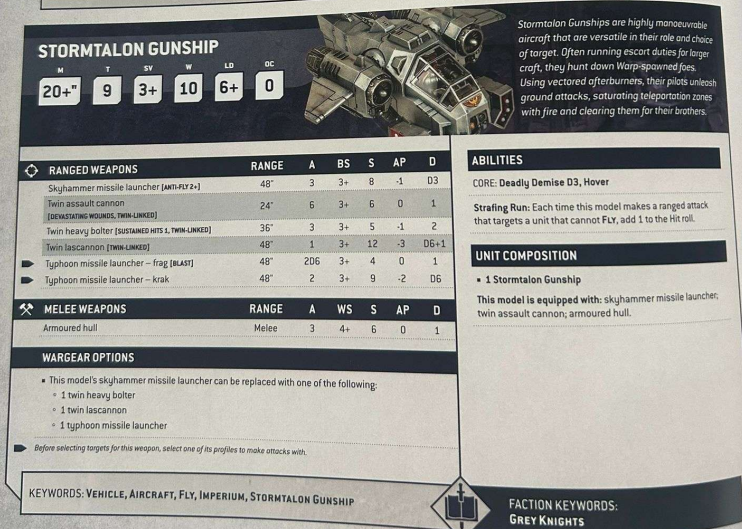 STORMTALON GUNSHIP
M T SV W LD OC
20+" 9 3+ 10 6+ 0
Stormtalon Gunships are highly manoeuvrable
aircraft that are versatile in their role and choice
of target. Often running escort duties for larger
craft, they hunt down Warp-spawned foes.
Using vectored afterburners, their pilots unleash
ground attacks, saturating teleportation zones
with fire and clearing them for their brothers.
RANGED WEAPONS RANGE A BS S AP D
Skyhammer missile launcher [ANTI-FLY 2+] 48" 3 3+ 8 -1 D3
Twin assault cannon 24" 6 3+ 6 0 1
[DEVASTATING WOUNDS, TWIN-LINKED]
Twin heavy bolter [SUSTAINED HITS 1, TWIN-LINKED] 36" 3 3+ 5 -1 2
Twin lascannon [TWIN-LINKED] 48" 1 3+ 12 -3 D6+1
Typhoon missile launcher – frag [BLAST] 48" 2D6 3+ 4 0 1
Typhoon missile launcher – krak 48" 2 3+ 9 -2 D6
MELEE WEAPONS RANGE A WS S AP D
Armoured hull Melee 3 4+ 6 0 1
WARGEAR OPTIONS
▪ This model's skyhammer missile launcher can be replaced with one of the following:
◦ 1 twin heavy bolter
◦ 1 twin lascannon
◦ 1 typhoon missile launcher
Before selecting targets for this weapon, select one of its profiles to make attacks with.
ABILITIES
CORE: Deadly Demise D3, Hover
Strafing Run: Each time this model makes a ranged attack
that targets a unit that cannot FLY, add 1 to the Hit roll.
UNIT COMPOSITION
▪ 1 Stormtalon Gunship
This model is equipped with: skyhammer missile launcher;
twin assault cannon; armoured hull.
KEYWORDS: VEHICLE, AIRCRAFT, FLY, IMPERIUM, STORMTALON GUNSHIP
FACTION KEYWORDS:
GREY KNIGHTS